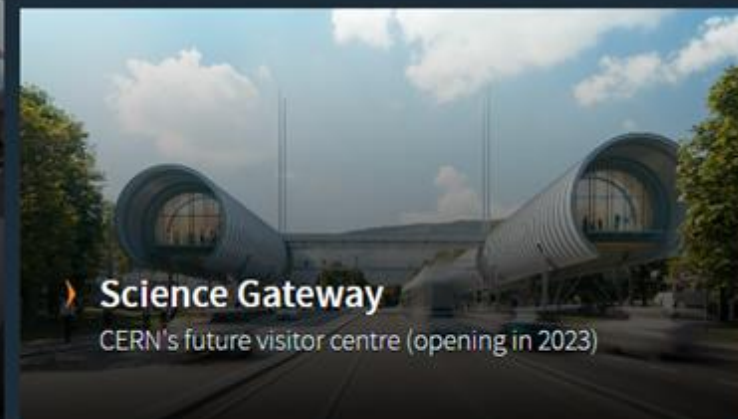 Science Gateway
CERN's future visitor centre (opening in 2023)